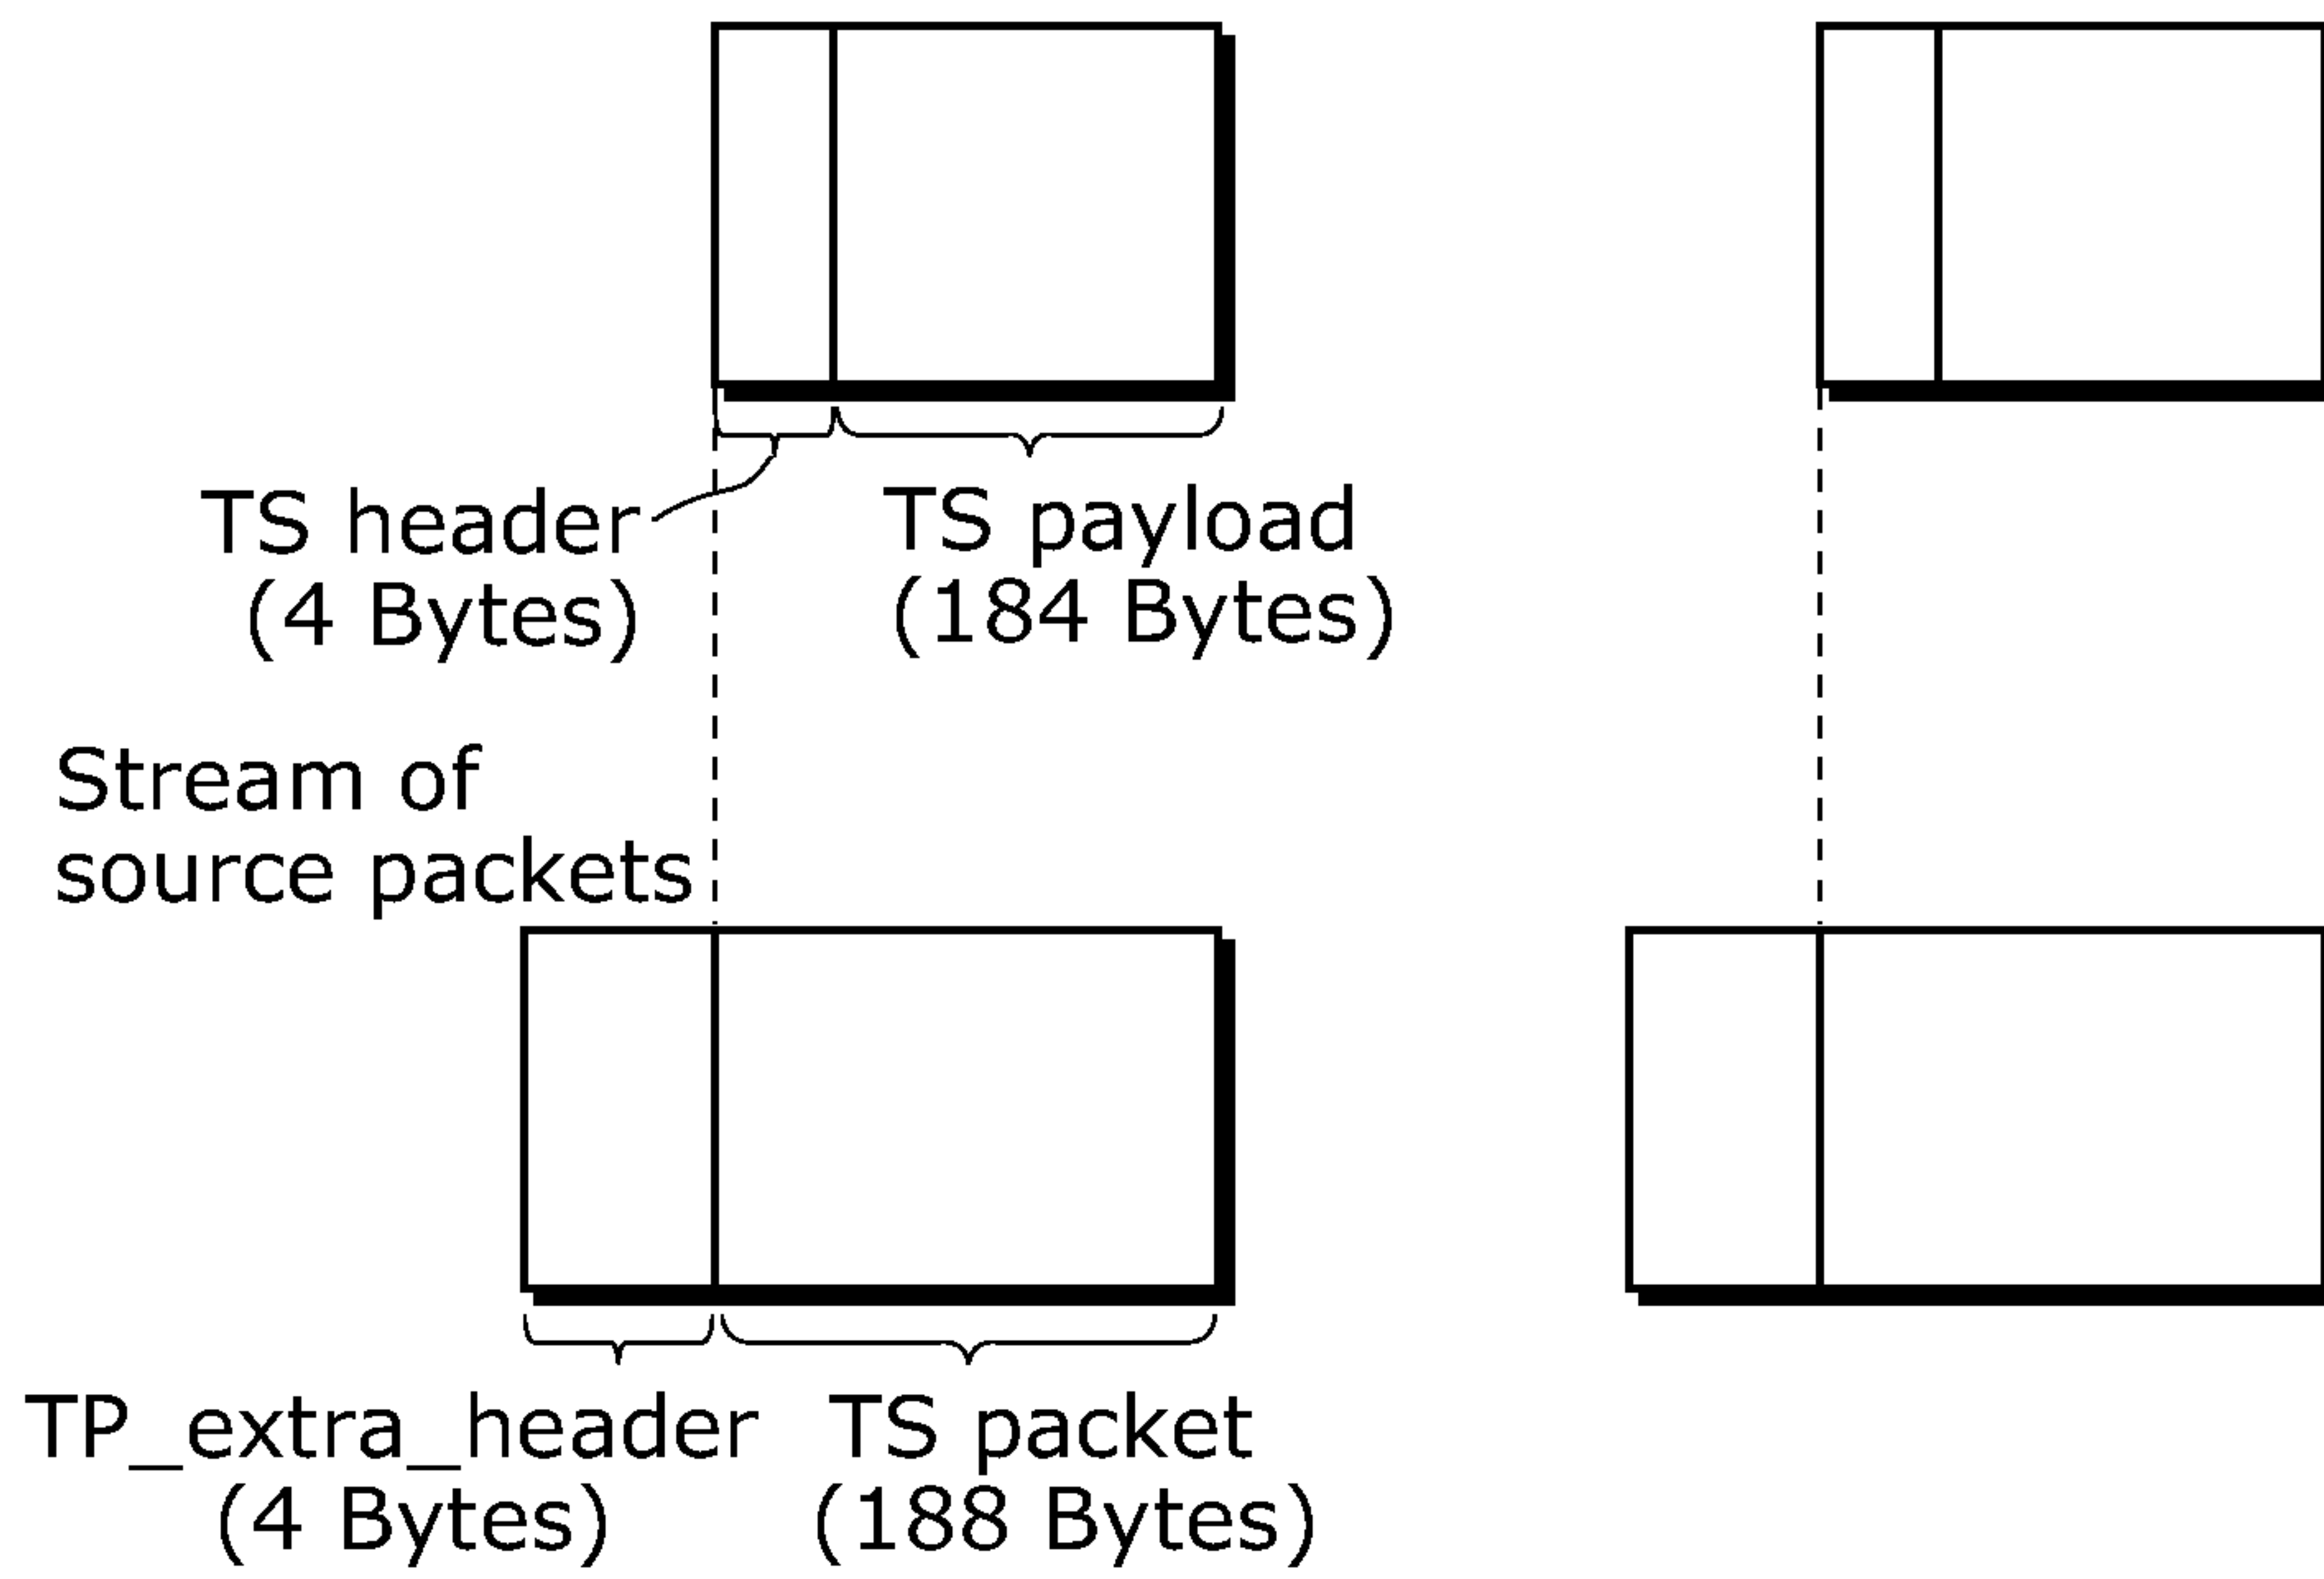 TS header
(4 Bytes)
TS payload
(184 Bytes)
Stream of
source packets
TP_extra_header
(4 Bytes)
TS packet
(188 Bytes)